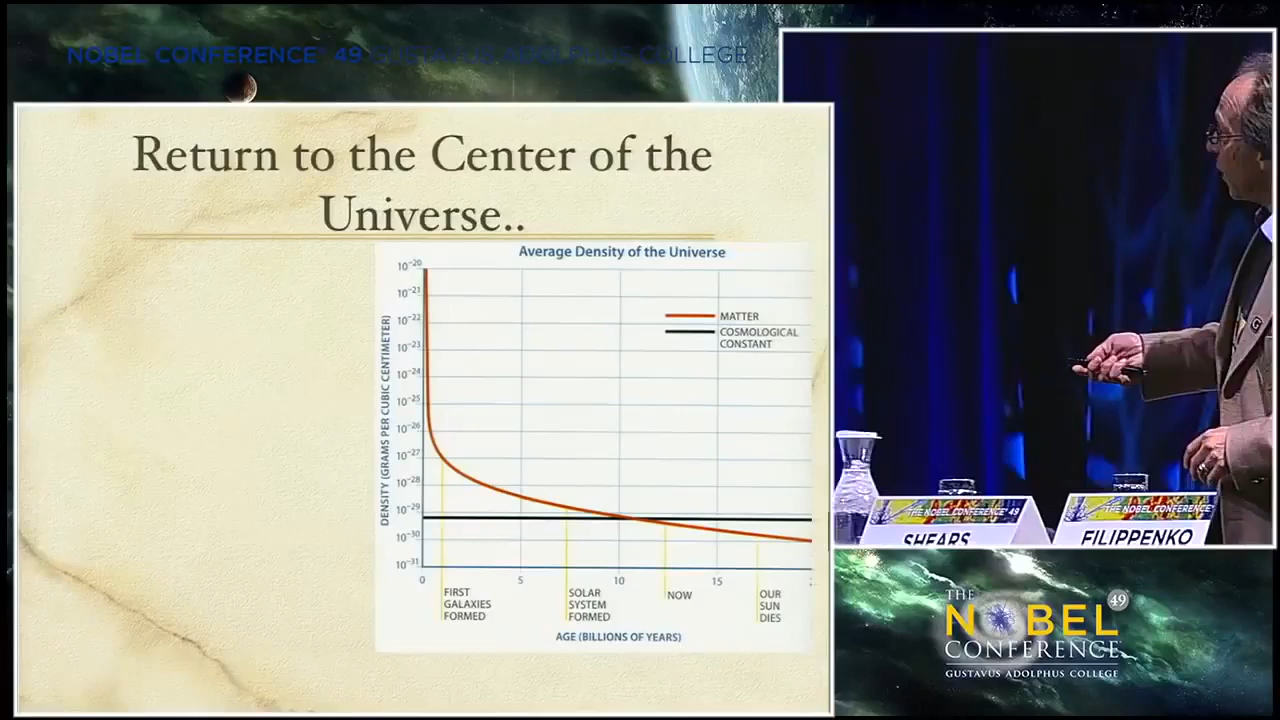 NOBEL CONFERENCE® 49 GUSTAVUS ADOLPHUS COLLEGE
Return to the Center of the
Universe..
Average Density of the Universe
DENSITY (GRAMS PER CUBIC CENTIMETER)
10⁻²⁰
10⁻²¹
10⁻²²
10⁻²³
10⁻²⁴
10⁻²⁵
10⁻²⁶
10⁻²⁷
10⁻²⁸
10⁻²⁹
10⁻³⁰
10⁻³¹
MATTER
COSMOLOGICAL
CONSTANT
0 5 10 15
FIRST
GALAXIES
FORMED
SOLAR
SYSTEM
FORMED
NOW
OUR
SUN
DIES
AGE (BILLIONS OF YEARS)
G
THE NOBEL CONFERENCE® 49
SHEARS
THE NOBEL CONFERENCE®
FILIPPENKO
THE
49
NOBEL
CONFERENCE
GUSTAVUS ADOLPHUS COLLEGE